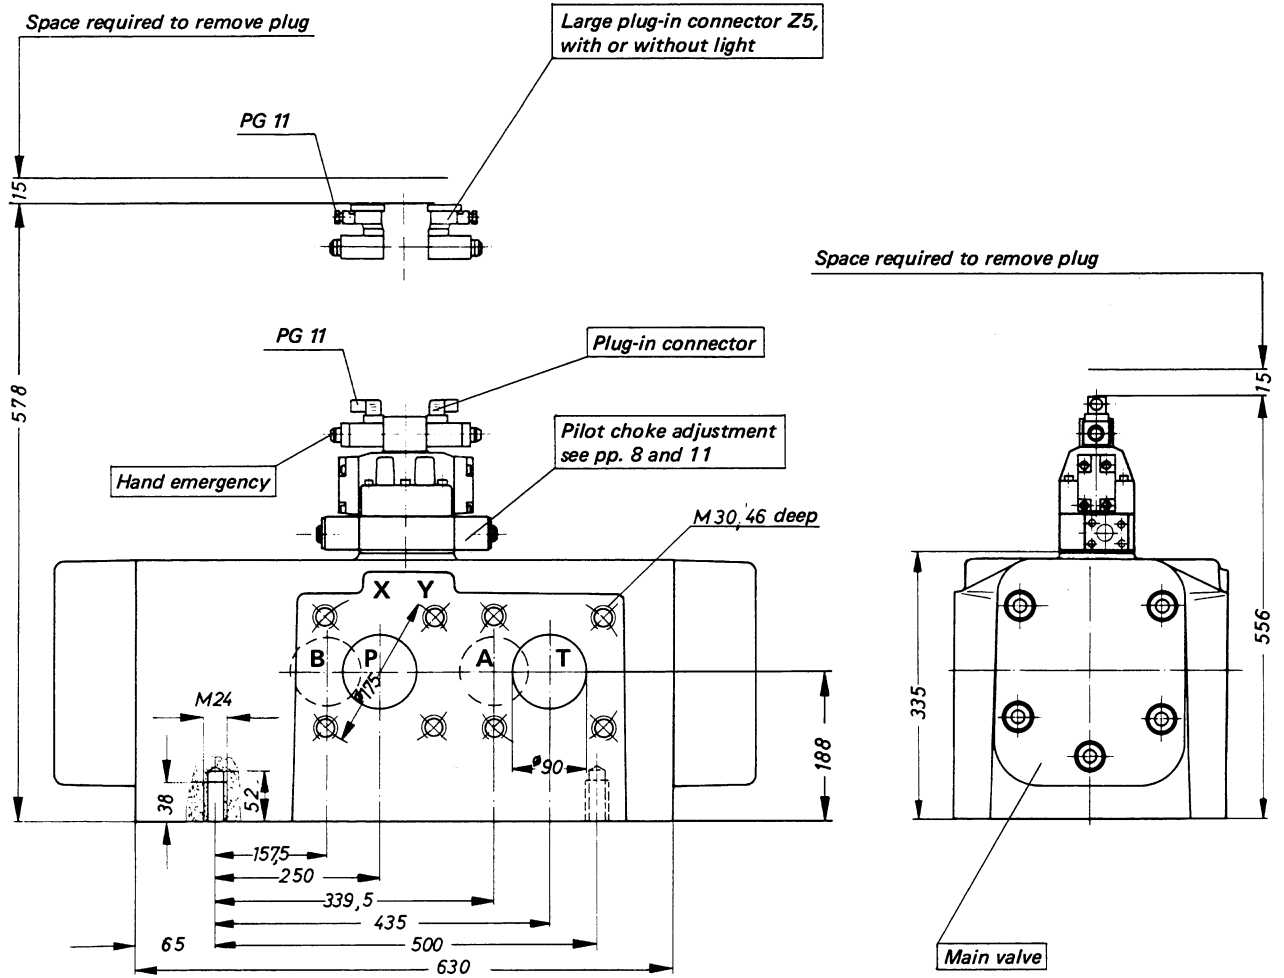 Space required to remove plug
Large plug-in connector Z5,
with or without light
PG 11
15
578
Space required to remove plug
PG 11
Plug-in connector
15
Pilot choke adjustment
see pp. 8 and 11
Hand emergency
M 30, 46 deep
X Y
B P A T
ø175
M24
335
556
188
ø90
38
52
157,5
250
339,5
435
65
500
630
Main valve